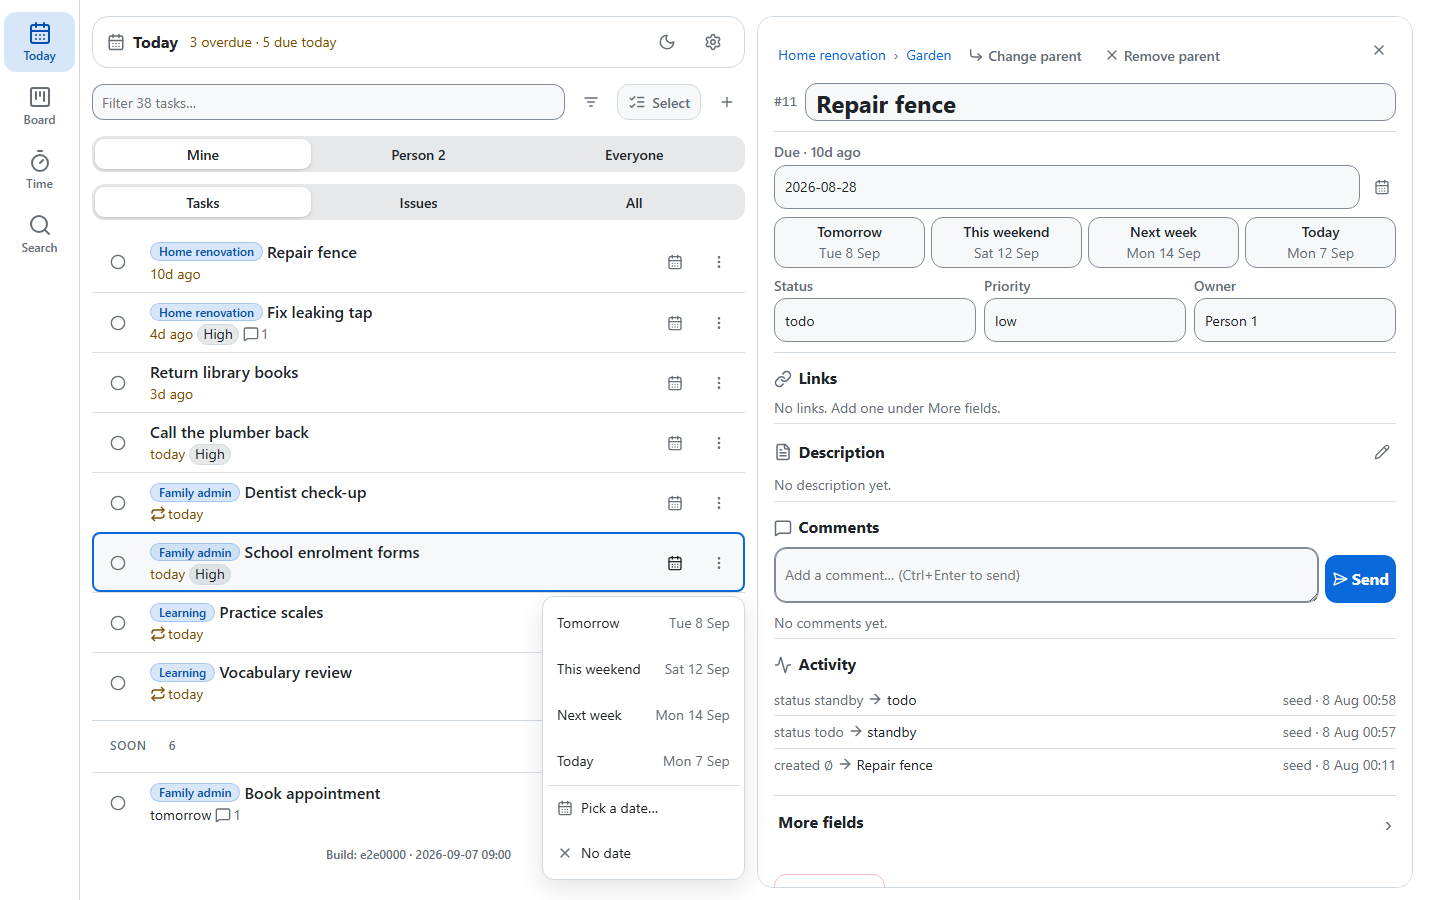 Today
Board
Time
Search
Today 3 overdue · 5 due today
Filter 38 tasks...
Select
Mine
Person 2
Everyone
Tasks
Issues
All
Home renovation Repair fence
10d ago
Home renovation Fix leaking tap
4d ago High 1
Return library books
3d ago
Call the plumber back
today High
Family admin Dentist check-up
today
Family admin School enrolment forms
today High
Learning Practice scales
today
Learning Vocabulary review
today
SOON 6
Family admin Book appointment
tomorrow 1
Build: e2e0000 · 2026-09-07 09:00
Tomorrow Tue 8 Sep
This weekend Sat 12 Sep
Next week Mon 14 Sep
Today Mon 7 Sep
Pick a date...
No date
Home renovation › Garden Change parent Remove parent
#11 Repair fence
Due · 10d ago
2026-08-28
Tomorrow
Tue 8 Sep
This weekend
Sat 12 Sep
Next week
Mon 14 Sep
Today
Mon 7 Sep
Status
todo
Priority
low
Owner
Person 1
Links
No links. Add one under More fields.
Description
No description yet.
Comments
Add a comment... (Ctrl+Enter to send)
Send
No comments yet.
Activity
status standby → todo seed · 8 Aug 00:58
status todo → standby seed · 8 Aug 00:57
created ∅ → Repair fence seed · 8 Aug 00:11
More fields